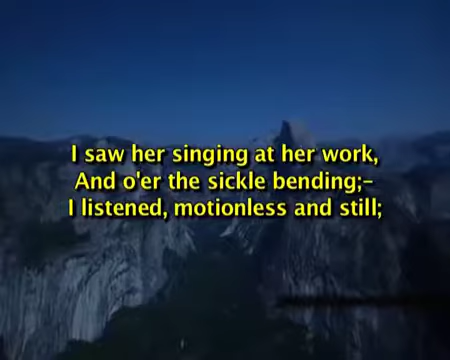 I saw her singing at her work,
And o'er the sickle bending;–
I listened, motionless and still;